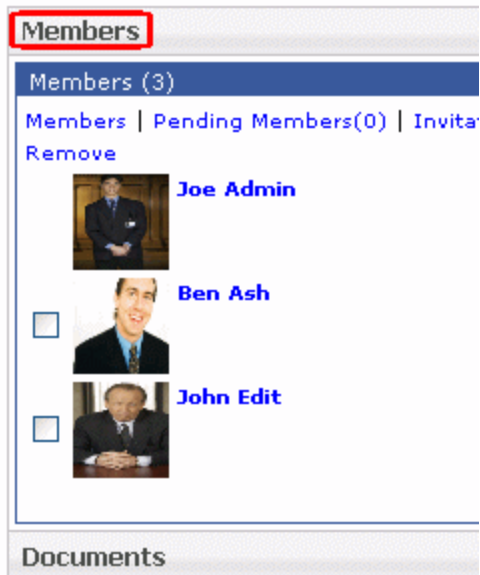 Members
Members (3)
Members | Pending Members(0) |
Remove
Joe Admin
Ben Ash
John Edit
Documents